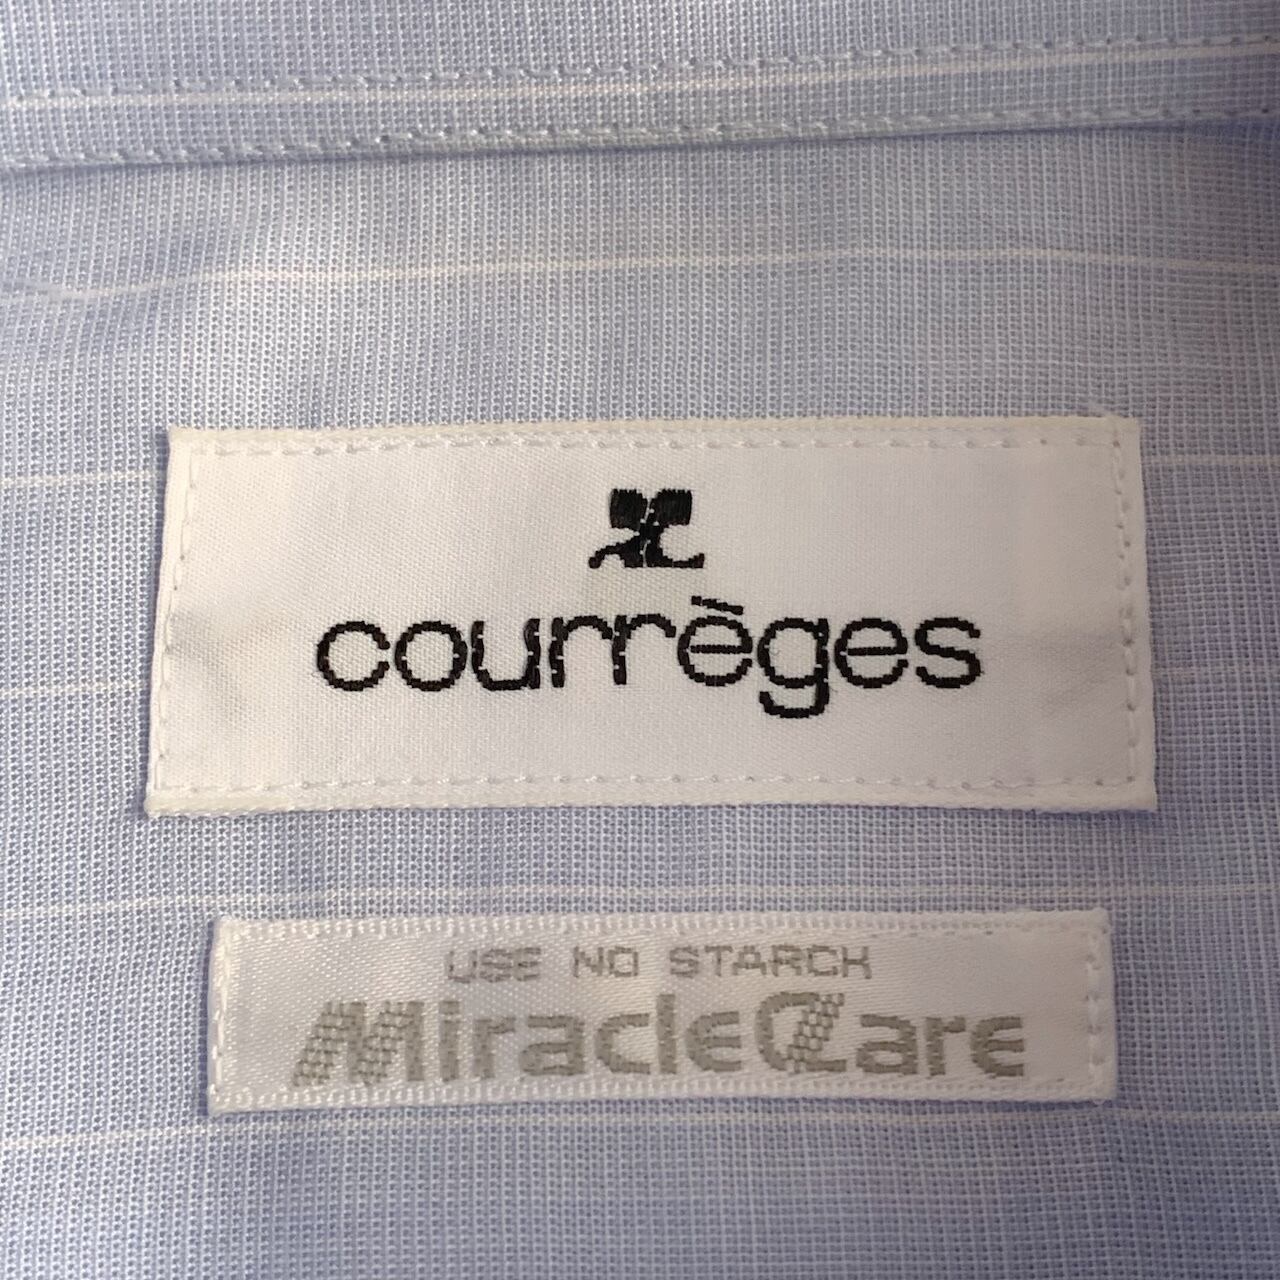 courrèges
USE NO STARCH
MiracleCare